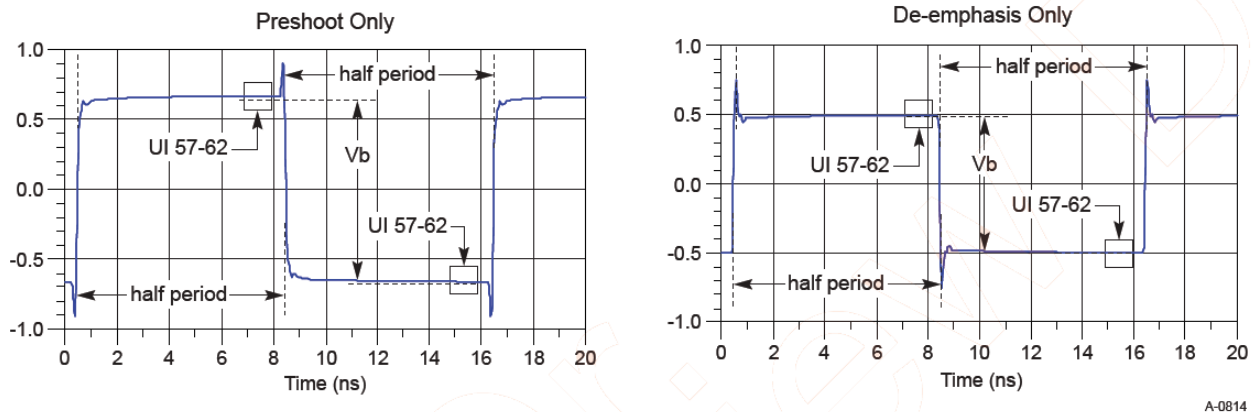 Preshoot Only
1.0
0.5
0.0
-0.5
-1.0
half period
UI 57-62
Vb
UI 57-62
half period
0 2 4 6 8 10 12 14 16 18 20
Time (ns)
De-emphasis Only
1.0
0.5
0.0
-0.5
-1.0
half period
UI 57-62
Vb
UI 57-62
half period
0 2 4 6 8 10 12 14 16 18 20
Time (ns)
A-0814